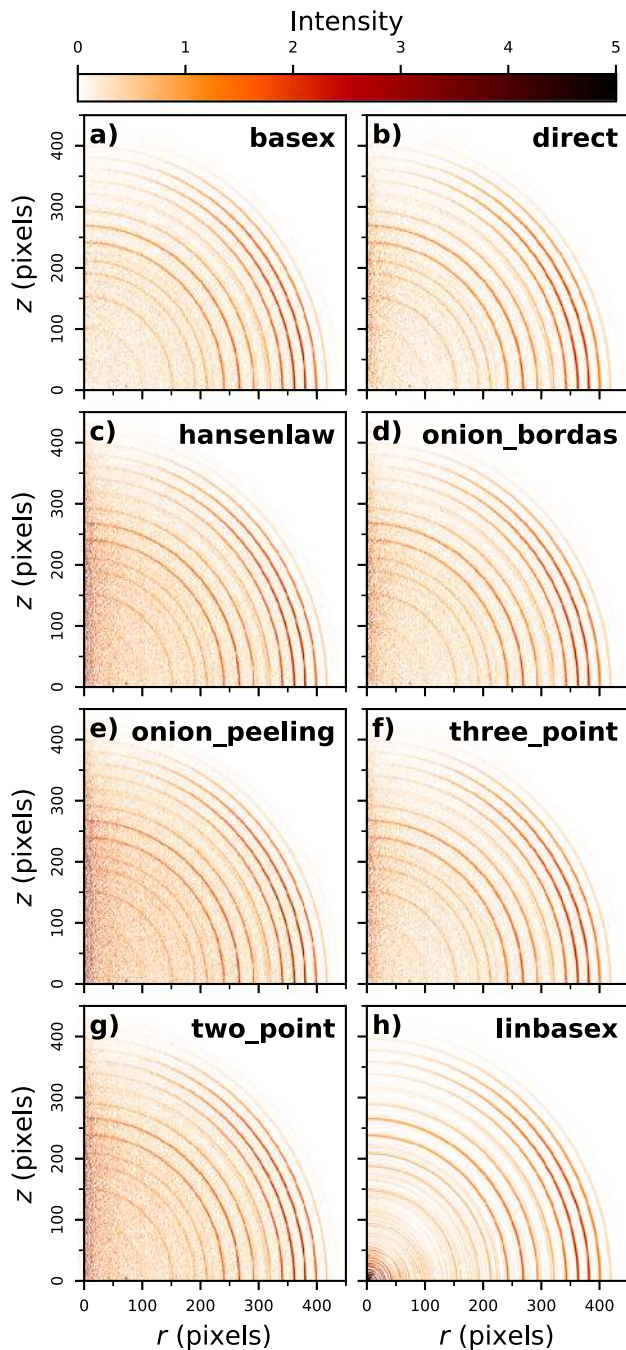 Intensity
0 1 2 3 4 5
a) basex
b) direct
z (pixels)
400
300
200
100
0
c) hansenlaw
d) onion_bordas
z (pixels)
400
300
200
100
0
e) onion_peeling
f) three_point
z (pixels)
400
300
200
100
0
g) two_point
h) linbasex
z (pixels)
400
300
200
100
0
0 100 200 300 400
0 100 200 300 400
r (pixels)
r (pixels)